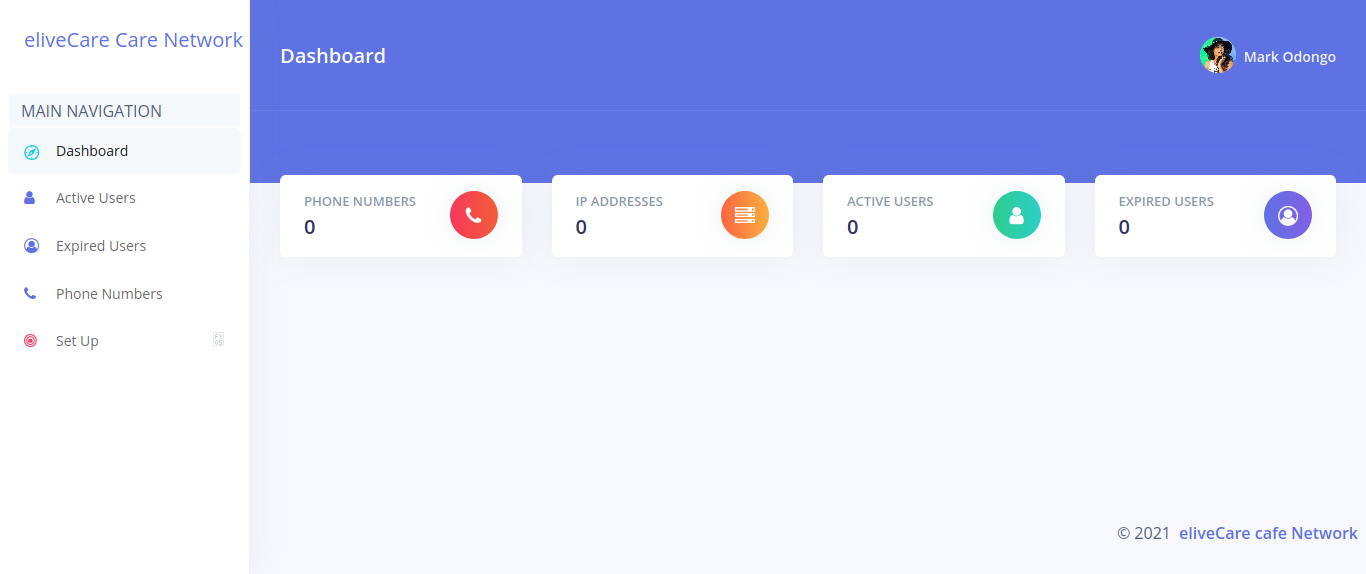 eliveCare Care Network
MAIN NAVIGATION
Dashboard
Active Users
Expired Users
Phone Numbers
Set Up
Dashboard
Mark Odongo
PHONE NUMBERS
0
IP ADDRESSES
0
ACTIVE USERS
0
EXPIRED USERS
0
© 2021 eliveCare cafe Network